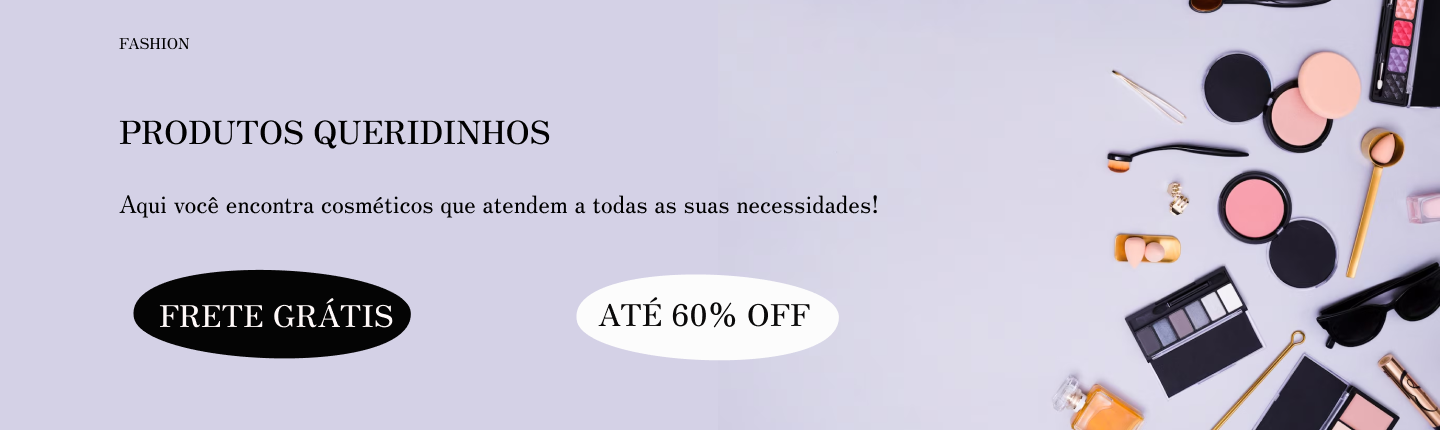 FASHION
PRODUTOS QUERIDINHOS
Aqui você encontra cosméticos que atendem a todas as suas necessidades!
FRETE GRÁTIS
ATÉ 60% OFF